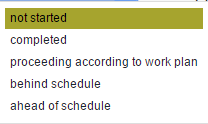 not started
completed
proceeding according to work plan
behind schedule
ahead of schedule